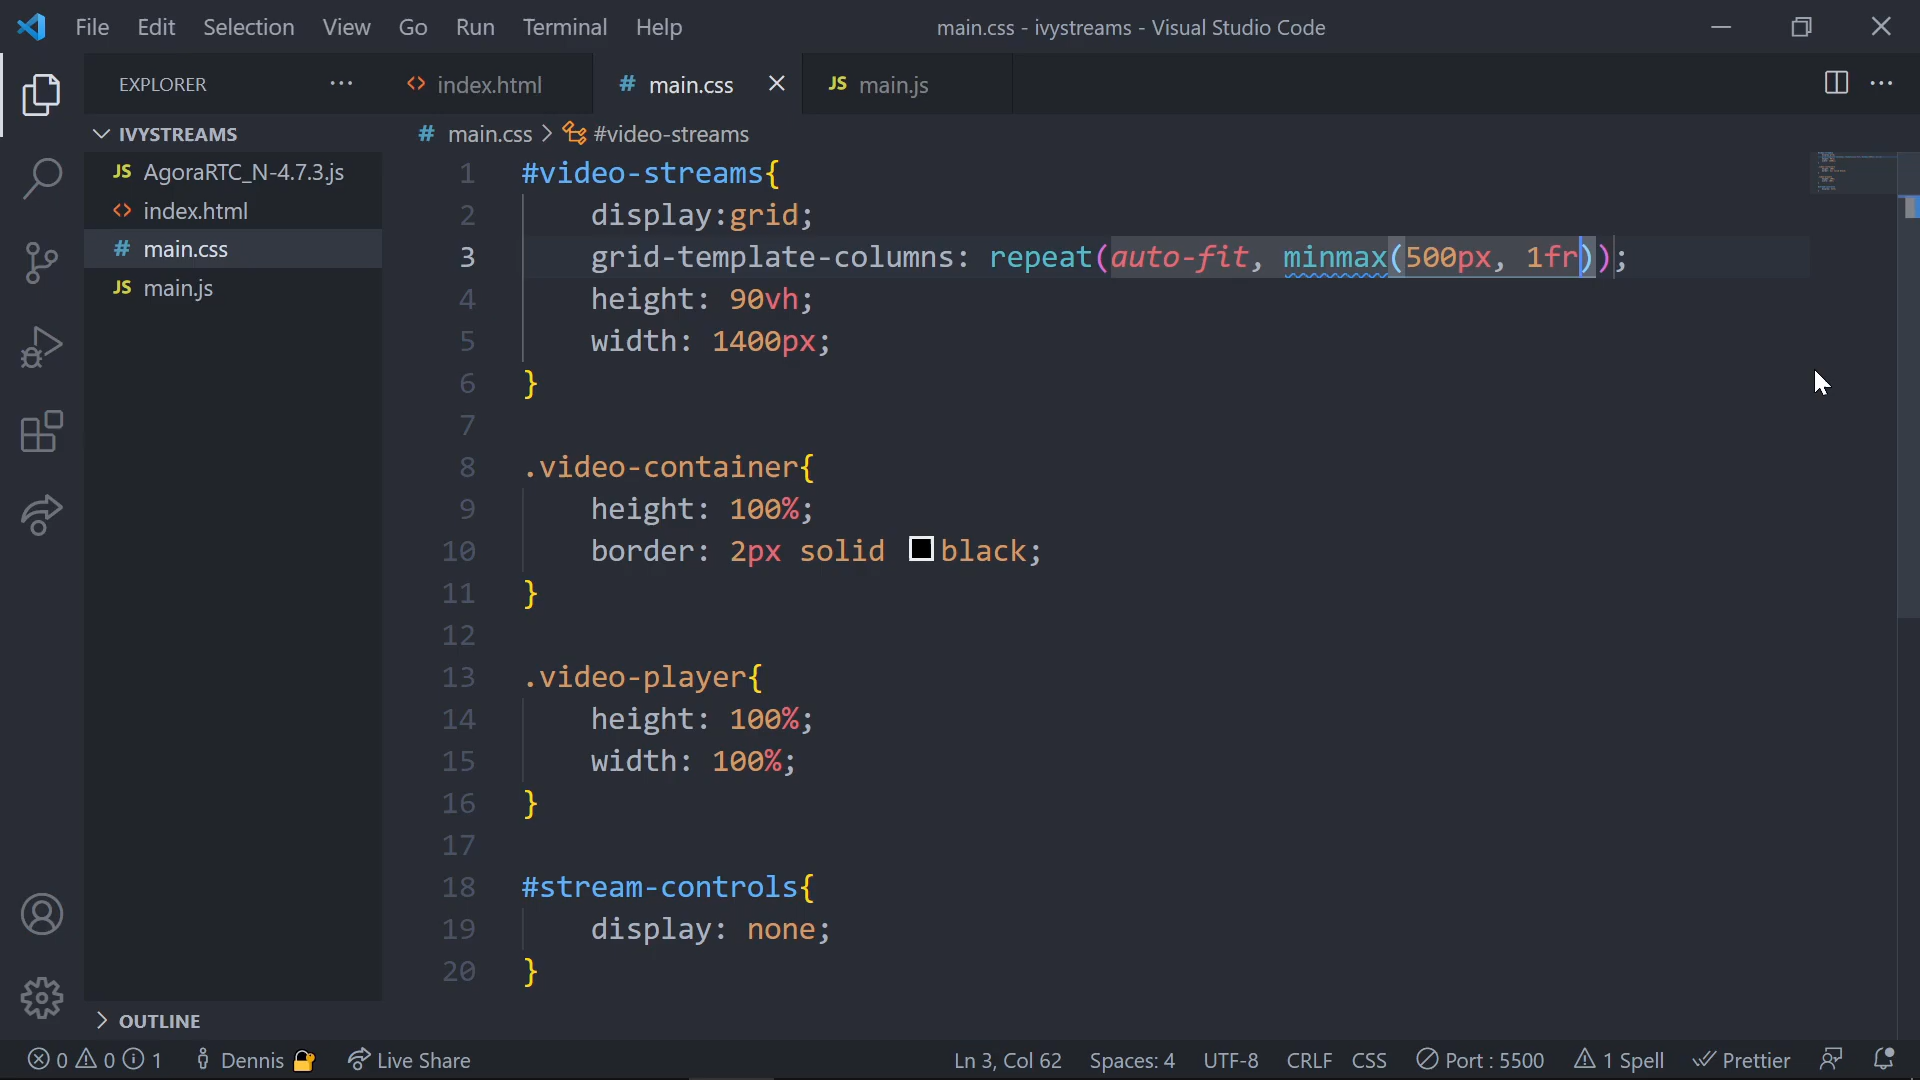 File Edit Selection View Go Run Terminal Help main.css - ivystreams - Visual Studio Code
EXPLORER ··· <> index.html # main.css × JS main.js ···
IVYSTREAMS
# main.css > #video-streams
JS AgoraRTC_N-4.7.3.js
<> index.html
# main.css
JS main.js
1 #video-streams{
2 display:grid;
3 grid-template-columns: repeat(auto-fit, minmax(500px, 1fr));
4 height: 90vh;
5 width: 1400px;
6 }
7
8 .video-container{
9 height: 100%;
10 border: 2px solid black;
11 }
12
13 .video-player{
14 height: 100%;
15 width: 100%;
16 }
17
18 #stream-controls{
19 display: none;
20 }
> OUTLINE
0 0 1 Dennis 🔐 Live Share Ln 3, Col 62 Spaces: 4 UTF-8 CRLF CSS Port : 5500 1 Spell Prettier